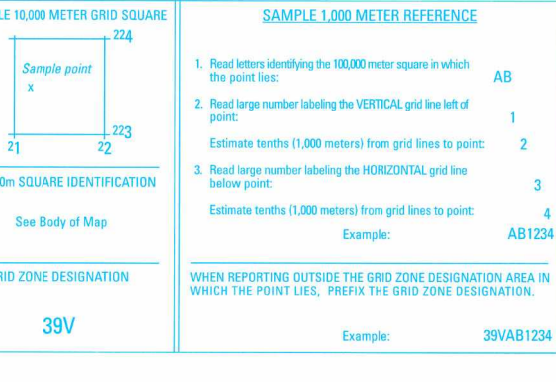 LE 10,000 METER GRID SQUARE
224
Sample point
x
223
21 22
0m SQUARE IDENTIFICATION
See Body of Map
RID ZONE DESIGNATION
39V
SAMPLE 1,000 METER REFERENCE
1. Read letters identifying the 100,000 meter square in which
the point lies: AB
2. Read large number labeling the VERTICAL grid line left of
point: 1
Estimate tenths (1,000 meters) from grid lines to point: 2
3. Read large number labeling the HORIZONTAL grid line
below point: 3
Estimate tenths (1,000 meters) from grid lines to point: 4
Example: AB1234
WHEN REPORTING OUTSIDE THE GRID ZONE DESIGNATION AREA IN
WHICH THE POINT LIES, PREFIX THE GRID ZONE DESIGNATION.
Example: 39VAB1234